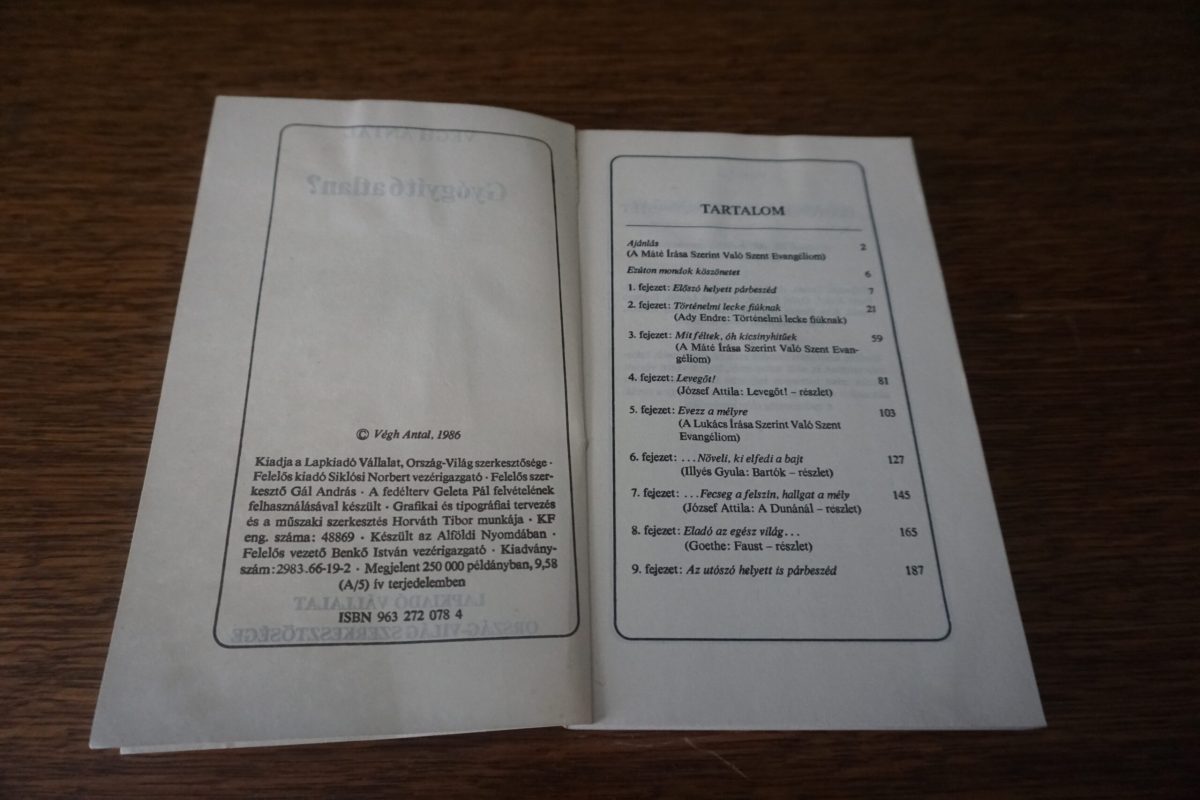 VÉGH ANTAL
Gyógyít6atlan?
© Végh Antal, 1986
Kiadja a Lapkiadó Vállalat, Ország-Világ szerkesztősége ·
Felelős kiadó Siklósi Norbert vezérigazgató · Felelős szer-
kesztő Gál András · A fedélterv Geleta Pál felvételének
felhasználásával készült · Grafikai és tipográfiai tervezés
és a műszaki szerkesztés Horváth Tibor munkája · KF
eng. száma: 48869 · Készült az Alföldi Nyomdában ·
Felelős vezető Benkő István vezérigazgató · Kiadvány-
szám: 2983.66-19-2 · Megjelent 250 000 példányban, 9,58
(A/5) ív terjedelemben
LAPKIADÓ VÁLLALAT
ISBN 963 272 078 4
ORSZÁG-VILÁG SZERKESZTŐSÉGE
TARTALOM
Ajánlás 2
(A Máté Írása Szerint Való Szent Evangéliom)
Ezúton mondok köszönetet 6
1. fejezet: Előszó helyett párbeszéd 7
2. fejezet: Történelmi lecke fiúknak 21
(Ady Endre: Történelmi lecke fiúknak)
3. fejezet: Mit féltek, óh kicsinyhitűek 59
(A Máté Írása Szerint Való Szent Evan-
géliom)
4. fejezet: Levegőt! 81
(József Attila: Levegőt! – részlet)
5. fejezet: Evezz a mélyre 103
(A Lukács Írása Szerint Való Szent
Evangéliom)
6. fejezet: ...Növeli, ki elfedi a bajt 127
(Illyés Gyula: Bartók – részlet)
7. fejezet: ...Fecseg a felszín, hallgat a mély 145
(József Attila: A Dunánál – részlet)
8. fejezet: Eladó az egész világ... 165
(Goethe: Faust – részlet)
9. fejezet: Az utószó helyett is párbeszéd 187